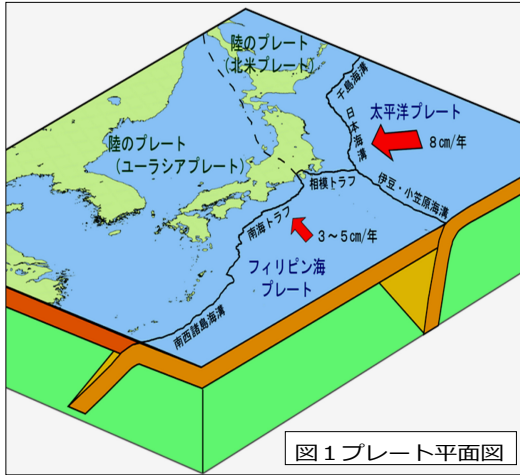 陸のプレート
（北米プレート）
千島海溝
日本海溝
太平洋プレート
8cm/年
陸のプレート
（ユーラシアプレート）
相模トラフ
伊豆・小笠原海溝
南海トラフ
3～5cm/年
フィリピン海
プレート
南西諸島海溝
図１プレート平面図